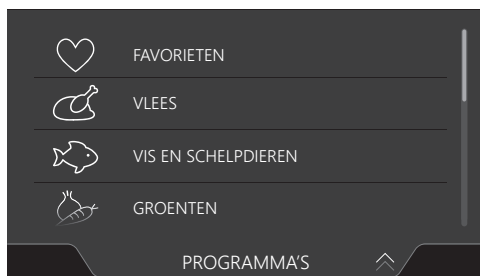 FAVORIETEN
VLEES
VIS EN SCHELPDIEREN
GROENTEN
PROGRAMMA'S